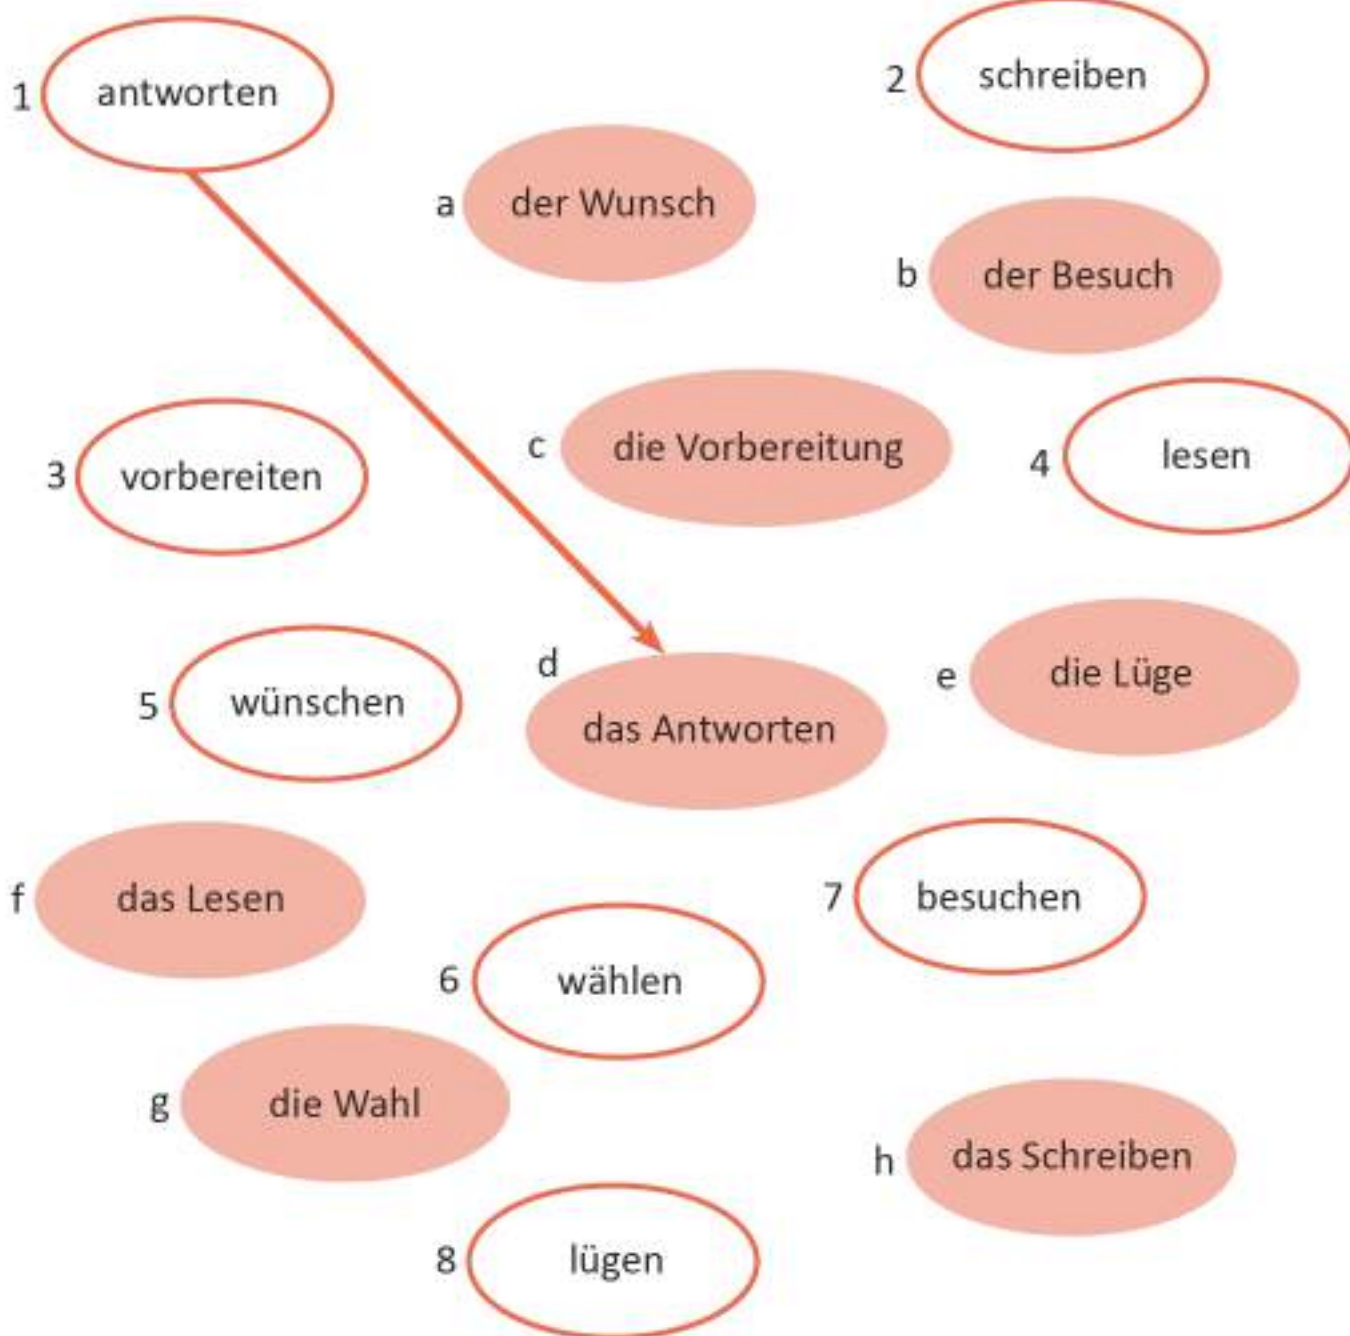 1 antworten
2 schreiben
a der Wunsch
b der Besuch
3 vorbereiten
c die Vorbereitung
4 lesen
5 wünschen
d das Antworten
e die Lüge
f das Lesen
6 wählen
7 besuchen
g die Wahl
h das Schreiben
8 lügen